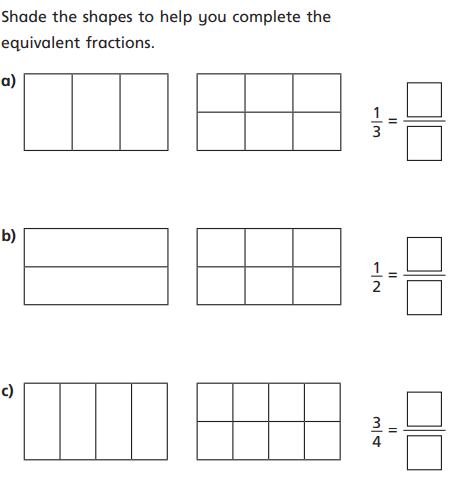 Shade the shapes to help you complete the
equivalent fractions.
a)
1/3 =
b)
1/2 =
c)
3/4 =